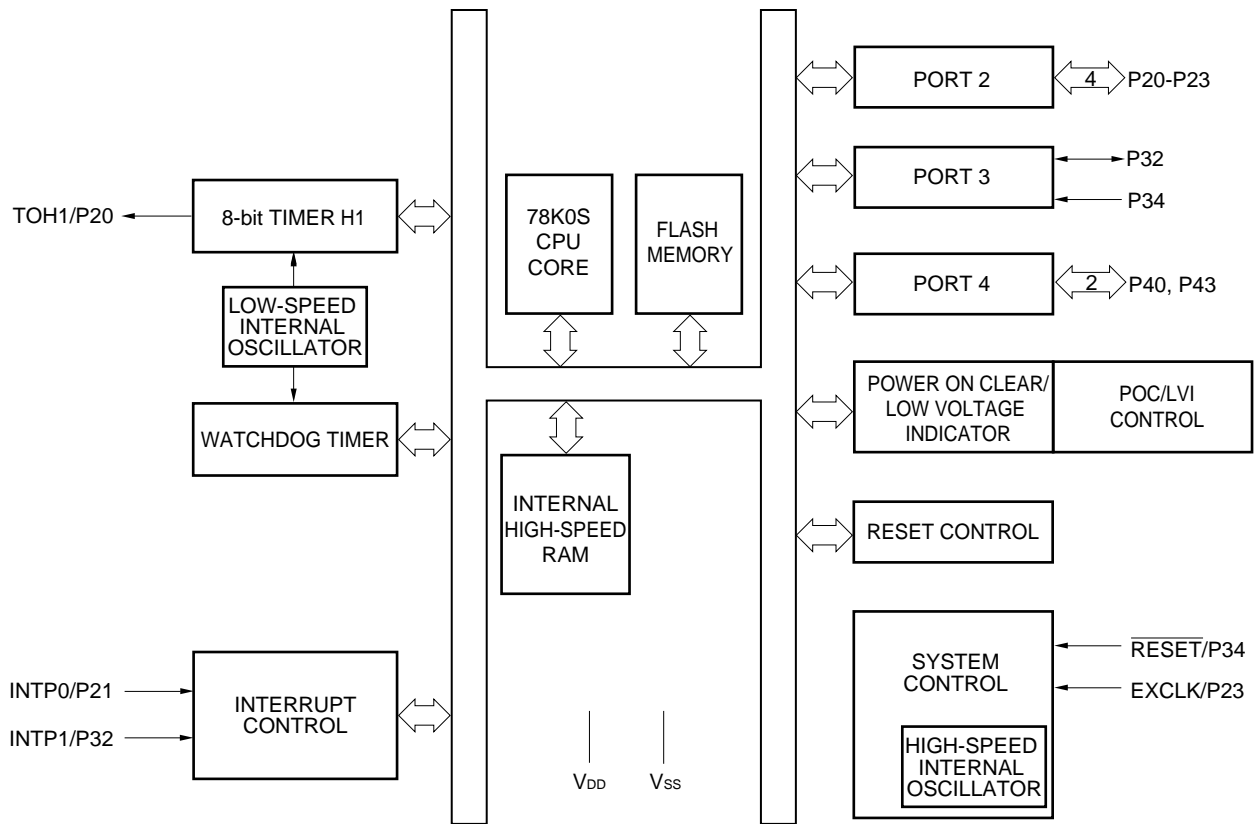 TOH1/P20
8-bit TIMER H1
LOW-SPEED
INTERNAL
OSCILLATOR
WATCHDOG TIMER
INTP0/P21
INTP1/P32
INTERRUPT
CONTROL
78K0S
CPU
CORE
FLASH
MEMORY
INTERNAL
HIGH-SPEED
RAM
VDD
VSS
PORT 2
4
P20-P23
PORT 3
P32
P34
PORT 4
2
P40, P43
POWER ON CLEAR/
LOW VOLTAGE
INDICATOR
POC/LVI
CONTROL
RESET CONTROL
SYSTEM
CONTROL
RESET/P34
EXCLK/P23
HIGH-SPEED
INTERNAL
OSCILLATOR